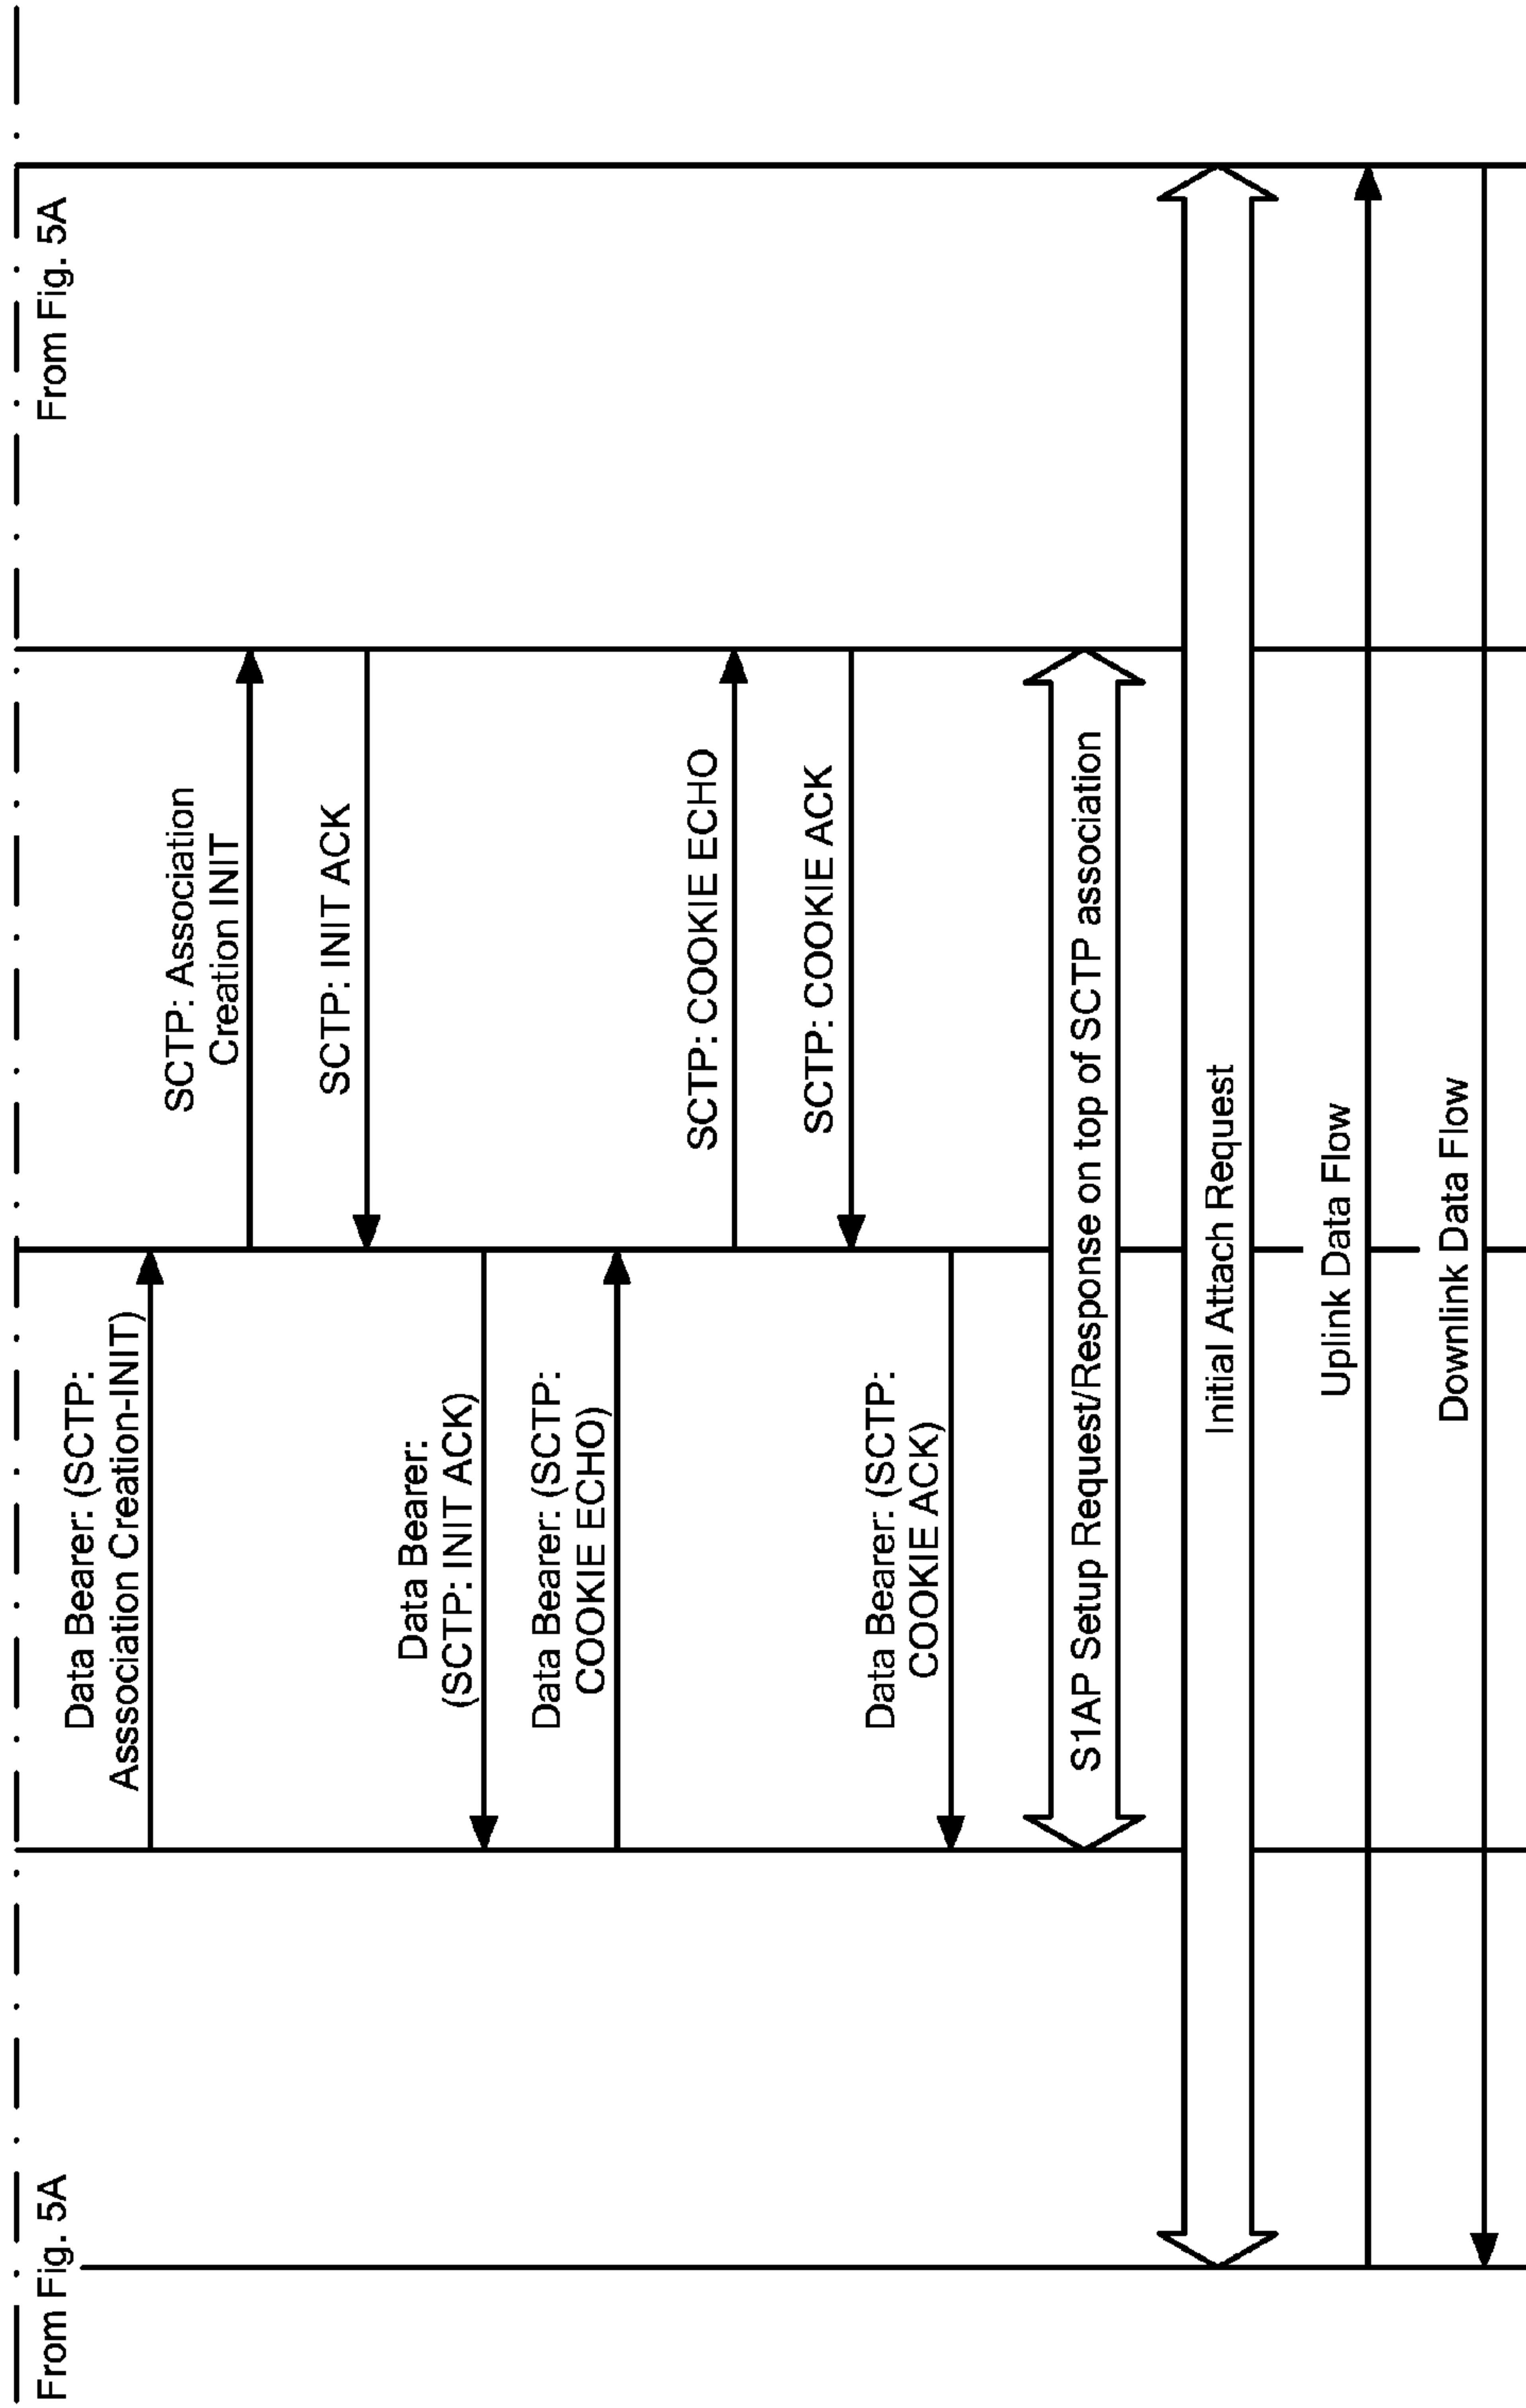 From Fig. 5A
From Fig. 5A
Data Bearer: (SCTP:
Association Creation-INIT)
SCTP: Association
Creation INIT
SCTP: INIT ACK
Data Bearer:
(SCTP: INIT ACK)
Data Bearer: (SCTP:
COOKIE ECHO)
SCTP: COOKIE ECHO
SCTP: COOKIE ACK
Data Bearer: (SCTP:
COOKIE ACK)
S1AP Setup Request/Response on top of SCTP association
Initial Attach Request
Uplink Data Flow
Downlink Data Flow